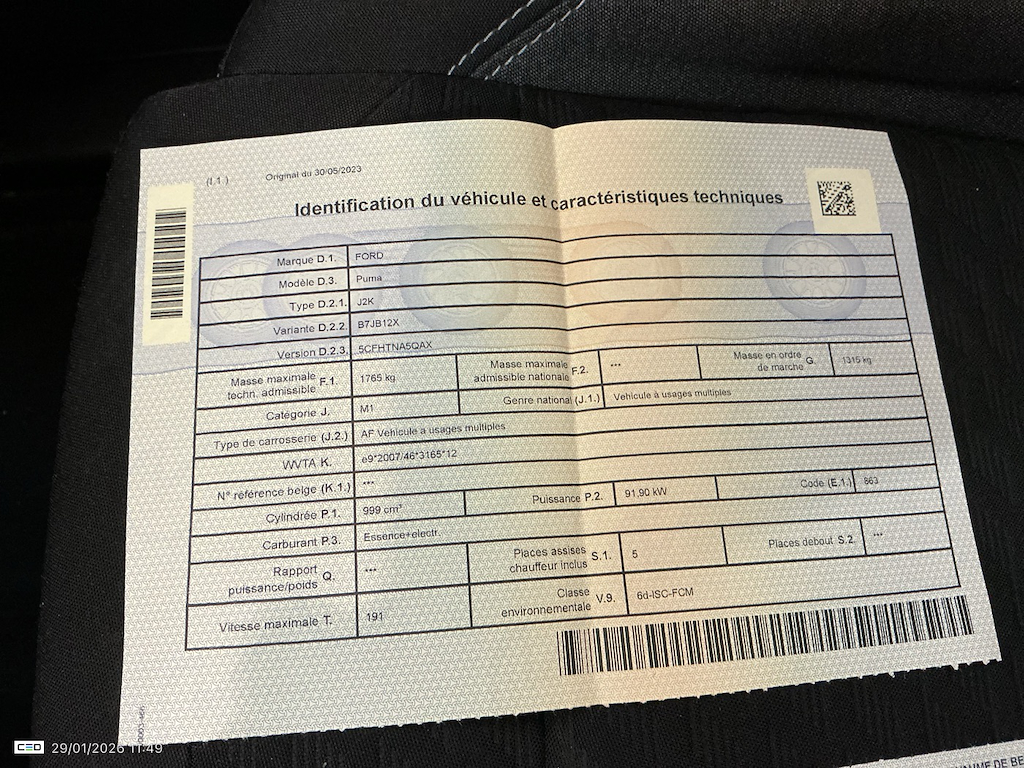 (I.1.) Original du 30/05/2023
Identification du véhicule et caractéristiques techniques
Marque D.1. FORD
Modèle D.3. Puma
Type D.2.1. J2K
Variante D.2.2. B7JB12X
Version D.2.3. 5CFHTNA5QAX
Masse maximale techn. admissible F.1. 1765 kg Masse maximale admissible nationale F.2. *** Masse en ordre de marche G. 1315 kg
Catégorie J. M1 Genre national (J.1.) Véhicule à usages multiples
Type de carrosserie (J.2.) AF Véhicule à usages multiples
WVTA K. e9*2007/46*3165*12
N° référence belge (K.1.) ***
Cylindrée P.1. 999 cm³ Puissance P.2. 91,90 kW Code (E.1.) 863
Carburant P.3. Essence+electr.
Rapport puissance/poids Q. *** Places assises chauffeur inclus S.1. 5 Places debout S.2. ***
Vitesse maximale T. 191 Classe environnementale V.9. 6d-ISC-FCM
CEO 29/01/2026 11:49